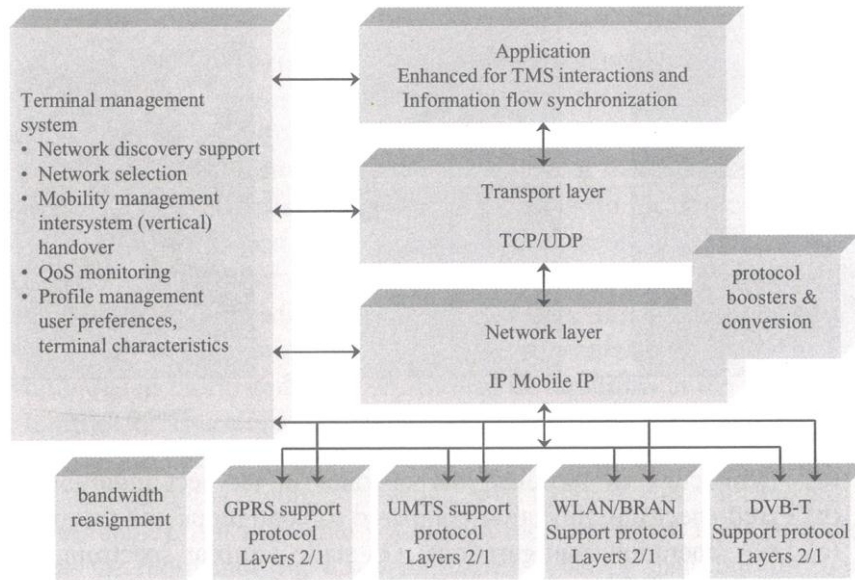 Terminal management
system
• Network discovery support
• Network selection
• Mobility management
intersystem (vertical)
handover
• QoS monitoring
• Profile management
user preferences,
terminal characteristics
Application
Enhanced for TMS interactions and
Information flow synchronization
Transport layer
TCP/UDP
protocol
boosters &
conversion
Network layer
IP Mobile IP
bandwidth
reasignment
GPRS support
protocol
Layers 2/1
UMTS support
protocol
Layers 2/1
WLAN/BRAN
Support protocol
Layers 2/1
DVB-T
Support protocol
Layers 2/1